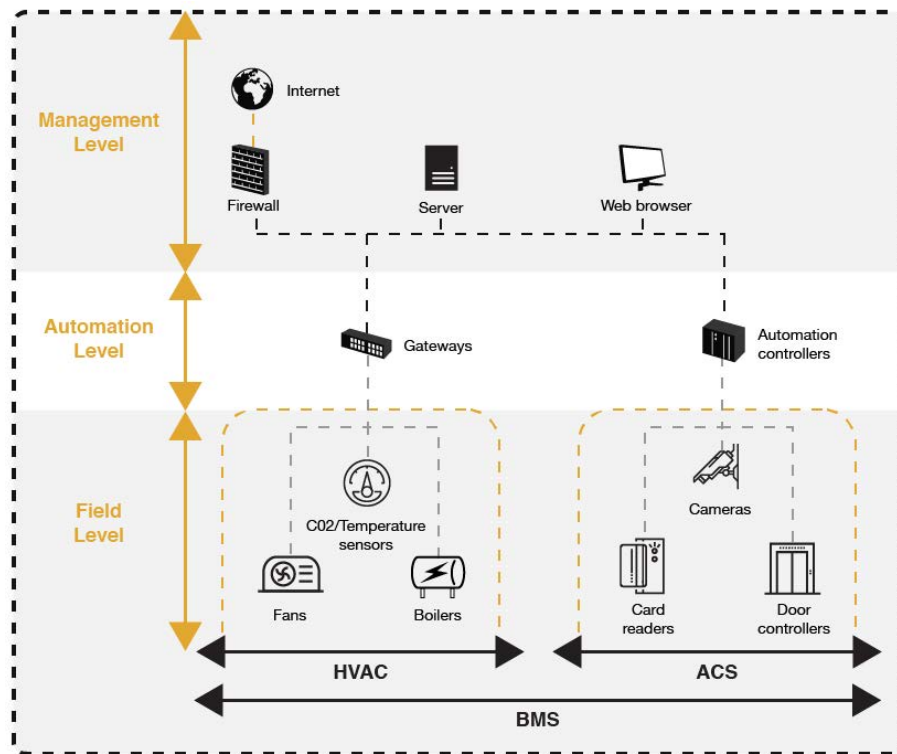 Internet
Management
Level
Firewall
Server
Web browser
Automation
Level
Gateways
Automation
controllers
Field
Level
C02/Temperature
sensors
Cameras
Fans
Boilers
Card
readers
Door
controllers
HVAC
ACS
BMS